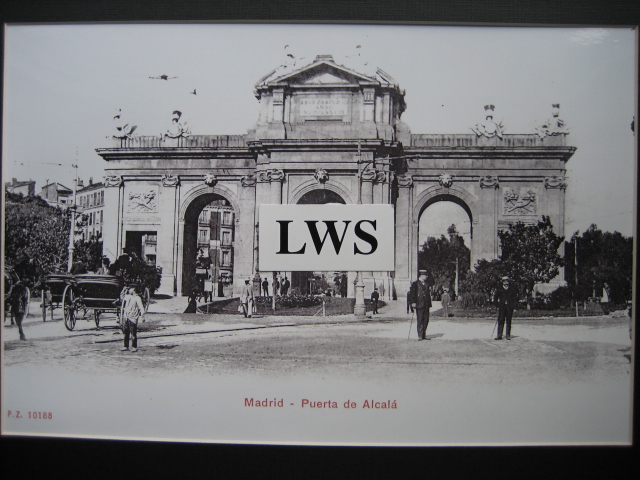 LWS
Madrid - Puerta de Alcalá
P.Z. 10188